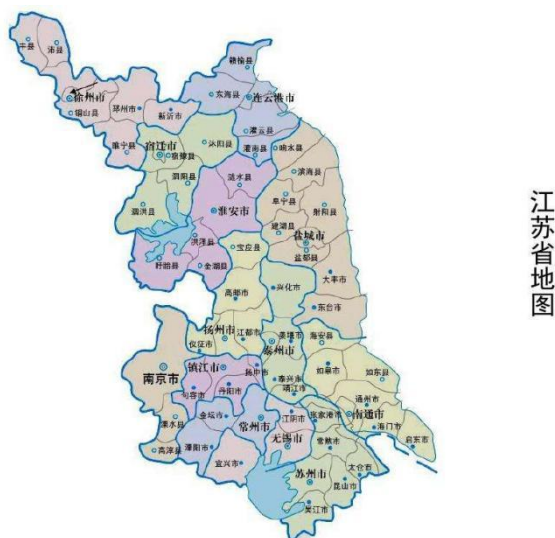 丰县
沛县
徐州市
铜山县
邳州市
新沂市
睢宁县
赣榆县
东海县
连云港市
灌云县
灌南县
响水县
宿迁市
宿豫县
沭阳县
泗阳县
泗洪县
涟水县
淮安市
洪泽县
盱眙县
金湖县
滨海县
阜宁县
射阳县
建湖县
盐城市
盐都县
大丰市
东台市
宝应县
高邮市
兴化市
扬州市
江都市
仪征市
姜堰市
泰州市
泰兴市
靖江市
海安县
如皋市
如东县
通州市
南通市
海门市
启东市
南京市
溧水县
高淳县
镇江市
扬中市
句容市
丹阳市
金坛市
常州市
溧阳市
江阴市
无锡市
宜兴市
张家港市
常熟市
太仓市
苏州市
昆山市
吴江市
江苏省地图